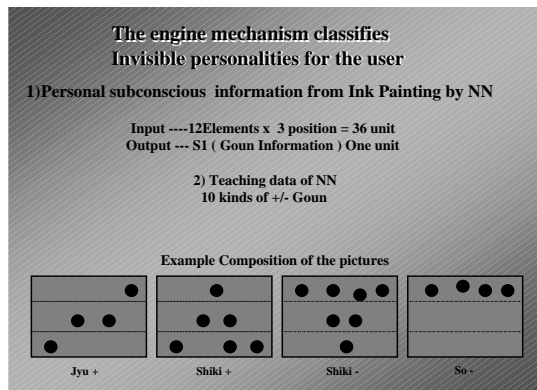 The engine mechanism classifies
Invisible personalities for the user
1)Personal subconscious information from Ink Painting by NN
Input ----12Elements x 3 position = 36 unit
Output --- S1 ( Goun Information ) One unit
2) Teaching data of NN
10 kinds of +/- Goun
Example Composition of the pictures
Jyu +
Shiki +
Shiki -
So -